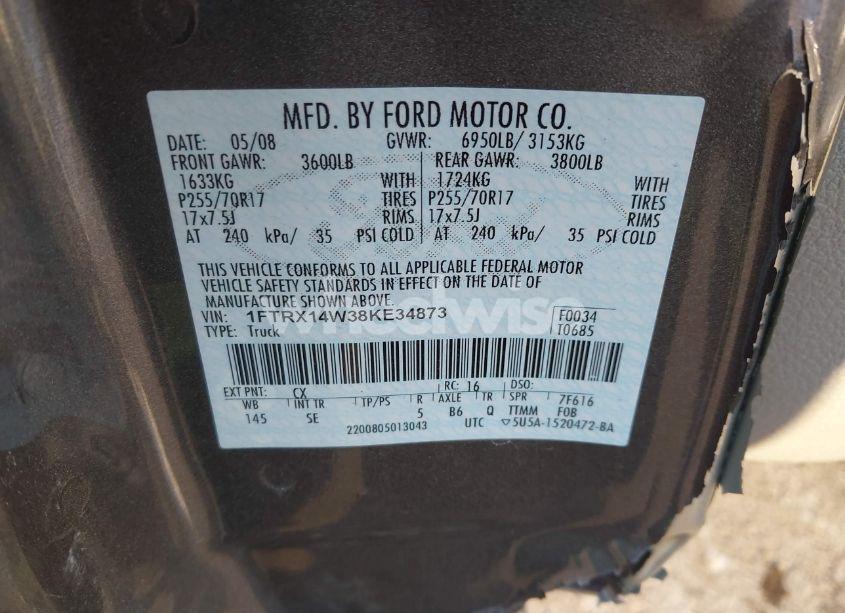 MFD. BY FORD MOTOR CO.
DATE: 05/08 GVWR: 6950LB/ 3153KG
FRONT GAWR: 3600LB REAR GAWR: 3800LB
1633KG WITH 1724KG WITH
P255/70R17 TIRES P255/70R17 TIRES
17x7.5J RIMS 17x7.5J RIMS
AT 240 kPa/ 35 PSI COLD AT 240 kPa/ 35 PSI COLD
THIS VEHICLE CONFORMS TO ALL APPLICABLE FEDERAL MOTOR
VEHICLE SAFETY STANDARDS IN EFFECT ON THE DATE OF
MANUFACTURE SHOWN ABOVE.
VIN: 1FTRX14W38KE34873 F0034
TYPE: Truck T0685
wheelwise
EXT PNT: CX RC: 16 DSO:
WB INT TR TP/PS R AXLE TR SPR 7F616
145 SE 5 B6 Q TTMM FOB
2200805013043 UTC ▽5U5A-1520472-BA